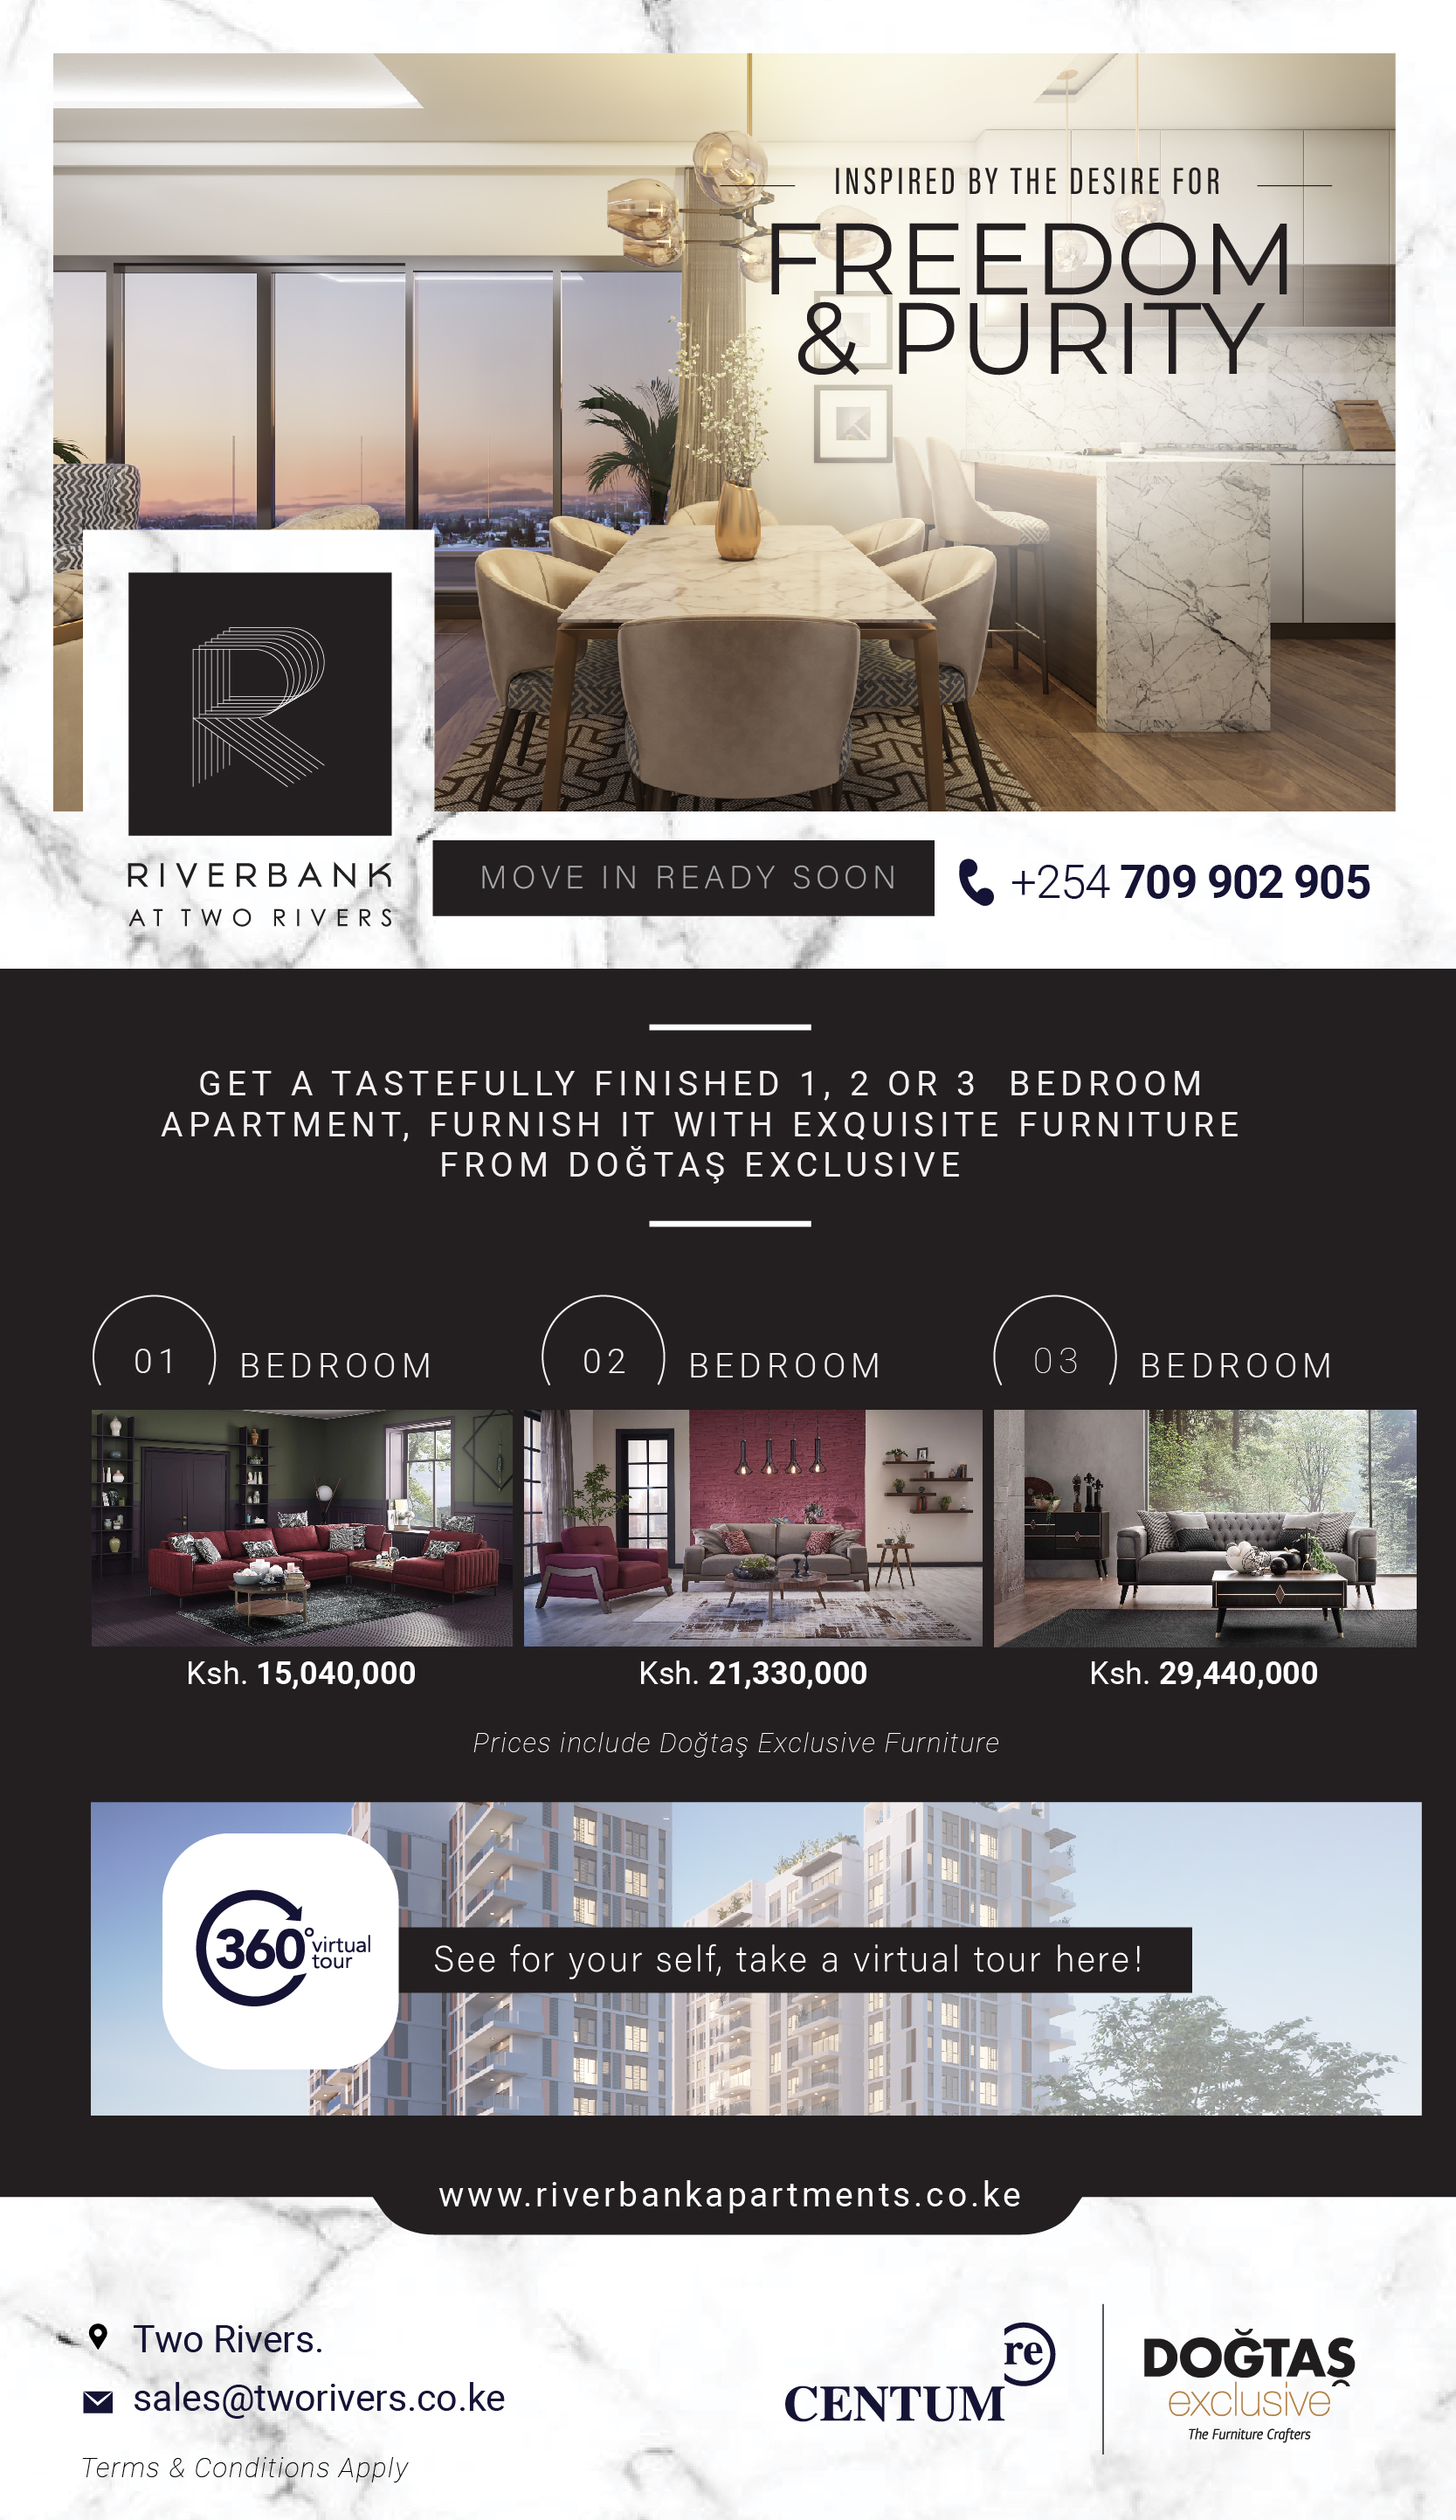 INSPIRED BY THE DESIRE FOR
FREEDOM
& PURITY
RIVERBANK
AT TWO RIVERS
MOVE IN READY SOON
+254 709 902 905
GET A TASTEFULLY FINISHED 1, 2 OR 3 BEDROOM
APARTMENT, FURNISH IT WITH EXQUISITE FURNITURE
FROM DOĞTAŞ EXCLUSIVE
01 BEDROOM
02 BEDROOM
03 BEDROOM
Ksh. 15,040,000
Ksh. 21,330,000
Ksh. 29,440,000
Prices include Doğtaş Exclusive Furniture
360° virtual
tour
See for your self, take a virtual tour here!
www.riverbankapartments.co.ke
Two Rivers.
sales@tworivers.co.ke
Terms & Conditions Apply
CENTUM re
DOĞTAŞ
exclusive
The Furniture Crafters